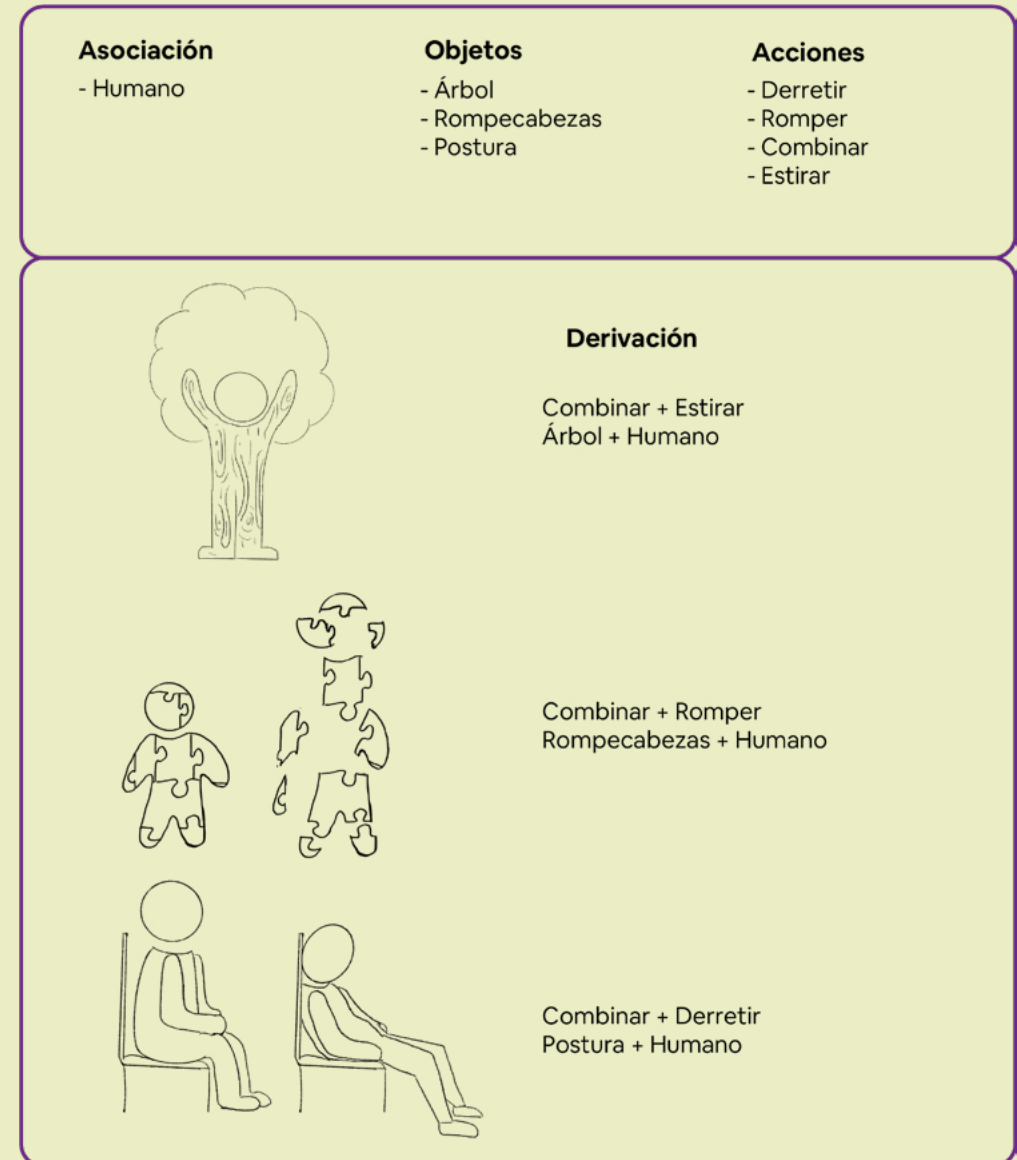 Asociación
- Humano
Objetos
- Árbol
- Rompecabezas
- Postura
Acciones
- Derretir
- Romper
- Combinar
- Estirar
Derivación
Combinar + Estirar
Árbol + Humano
Combinar + Romper
Rompecabezas + Humano
Combinar + Derretir
Postura + Humano